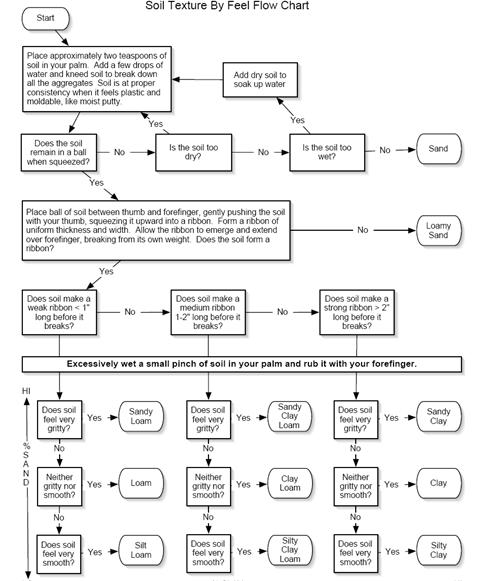 Soil Texture By Feel Flow Chart
Start
Place approximately two teaspoons of
soil in your palm. Add a few drops of
water and kneed soil to break down
all the aggregates Soil is at proper
consistency when it feels plastic and
moldable, like moist putty.
Add dry soil to
soak up water
Yes
Yes
Does the soil
remain in a ball
when squeezed?
No
Is the soil too
dry?
No
Is the soil too
wet?
No
Sand
Yes
Place ball of soil between thumb and forefinger, gently pushing the soil
with your thumb, squeezing it upward into a ribbon. Form a ribbon of
uniform thickness and width. Allow the ribbon to emerge and extend
over forefinger, breaking from its own weight. Does the soil form a
ribbon?
No
Loamy
Sand
Yes
Does soil make a
weak ribbon < 1"
long before it
breaks?
No
Does soil make a
medium ribbon
1-2" long before it
breaks?
No
Does soil make a
strong ribbon > 2"
long before it
breaks?
Excessively wet a small pinch of soil in your palm and rub it with your forefinger.
HI
% SAND
Does soil
feel very
gritty?
Yes
Sandy
Loam
Does soil
feel very
gritty?
Yes
Sandy
Clay
Loam
Does soil
feel very
gritty?
Yes
Sandy
Clay
No
No
No
Neither
gritty nor
smooth?
Yes
Loam
Neither
gritty nor
smooth?
Yes
Clay
Loam
Neither
gritty nor
smooth?
Yes
Clay
No
No
No
Does soil
feel very
smooth?
Yes
Silt
Loam
Does soil
feel very
smooth?
Yes
Silty
Clay
Loam
Does soil
feel very
smooth?
Yes
Silty
Clay